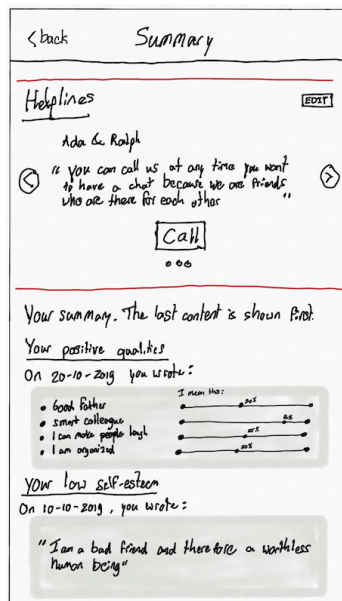 < back Summary
Helplines EDIT
Ada & Ralph
" you can call us at any time you want
to have a chat because we are friends
who are there for each other "
Call
Your summary. The last content is shown first.
Your positive qualities
On 20-10-2019 you wrote:
I mean this:
• Good father
• smart colleague
• I can make people laugh
• I am organized
50%
Your low self-esteem
On 10-10-2019, you wrote:
"I am a bad friend and therefore a worthless
human being"